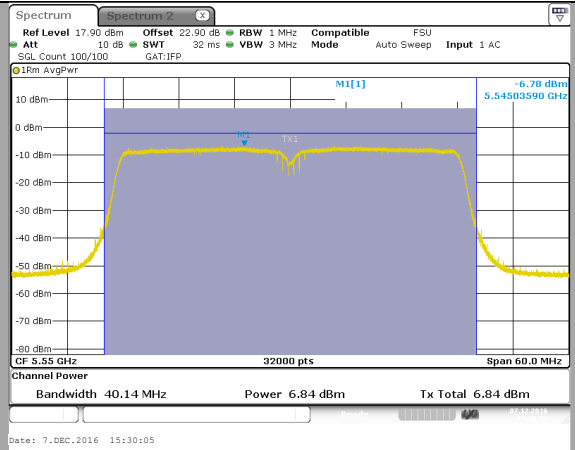 Spectrum
Spectrum 2
Ref Level 17.90 dBm Offset 22.90 dB RBW 1 MHz Compatible FSU
Att 10 dB SWT 32 ms VBW 3 MHz Mode Auto Sweep Input 1 AC
SGL Count 100/100 GAT:IFP
1Rm AvgPwr
M1[1] -6.78 dBm
5.54503590 GHz
10 dBm
0 dBm
M1
TX1
-10 dBm
-20 dBm
-30 dBm
-40 dBm
-50 dBm
-60 dBm
-70 dBm
-80 dBm
CF 5.55 GHz 32000 pts Span 60.0 MHz
Channel Power
Bandwidth 40.14 MHz Power 6.84 dBm Tx Total 6.84 dBm
Ready 07.12.2016
Date: 7.DEC.2016 15:30:05